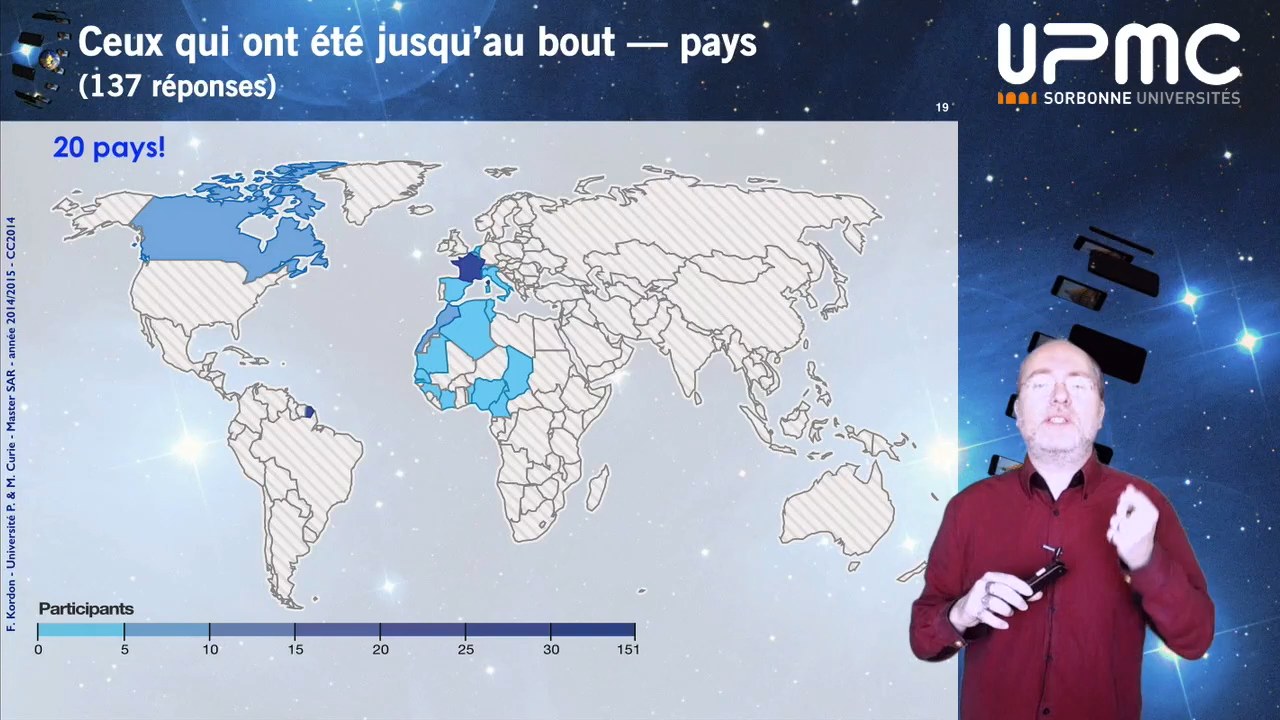 Ceux qui ont été jusqu'au bout — pays
(137 réponses)
UPMC
SORBONNE UNIVERSITÉS
19
20 pays!
F. Kordon - Université P. & M. Curie - Master SAR - année 2014/2015 - CC2014
Participants
0 5 10 15 20 25 30 151